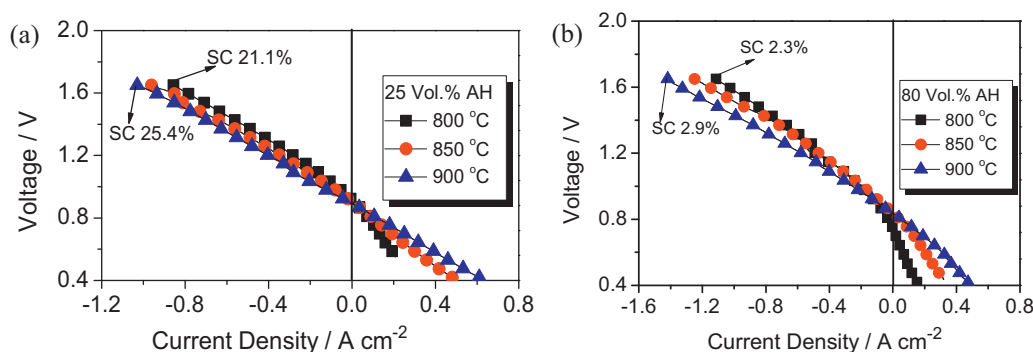 (a)
2.0
1.6
1.2
0.8
0.4
Voltage / V
SC 21.1%
SC 25.4%
25 Vol.% AH
800 °C
850 °C
900 °C
-1.2 -0.8 -0.4 0.0 0.4 0.8
Current Density / A cm⁻²
(b)
2.0
1.6
1.2
0.8
0.4
Voltage / V
SC 2.3%
SC 2.9%
80 Vol.% AH
800 °C
850 °C
900 °C
-1.6 -1.2 -0.8 -0.4 0.0 0.4 0.8
Current Density / A cm⁻²